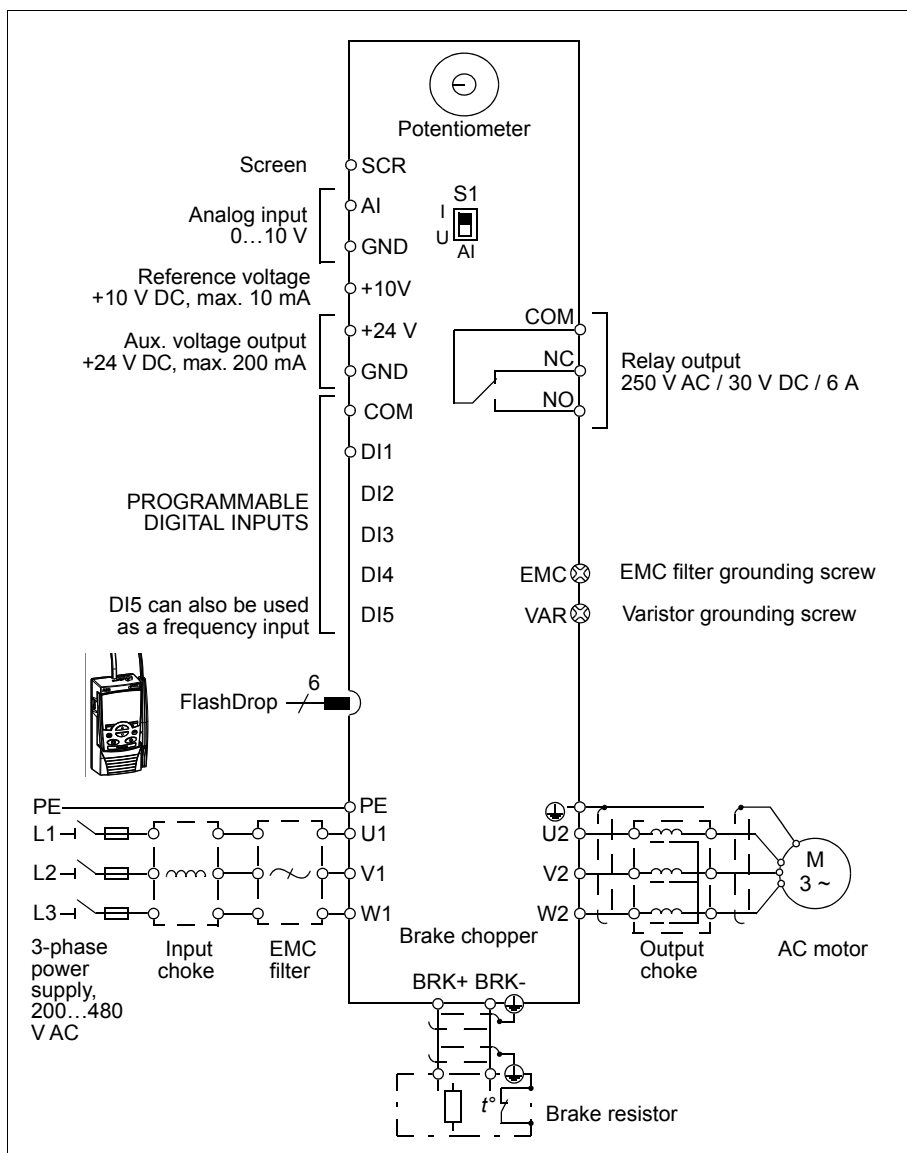 Potentiometer
Screen
SCR
S1
I
U
AI
Analog input
0…10 V
AI
GND
Reference voltage
+10 V DC, max. 10 mA
+10V
Aux. voltage output
+24 V DC, max. 200 mA
+24 V
GND
COM
NC
NO
Relay output
250 V AC / 30 V DC / 6 A
COM
DI1
PROGRAMMABLE
DIGITAL INPUTS
DI2
DI3
DI4
DI5 can also be used
as a frequency input
DI5
EMC
EMC filter grounding screw
VAR
Varistor grounding screw
FlashDrop
6
PE
PE
L1
U1
U2
L2
V1
V2
L3
W1
W2
M
3 ~
3-phase
power
supply,
200…480
V AC
Input
choke
EMC
filter
Brake chopper
Output
choke
AC motor
BRK+ BRK-
t°
Brake resistor